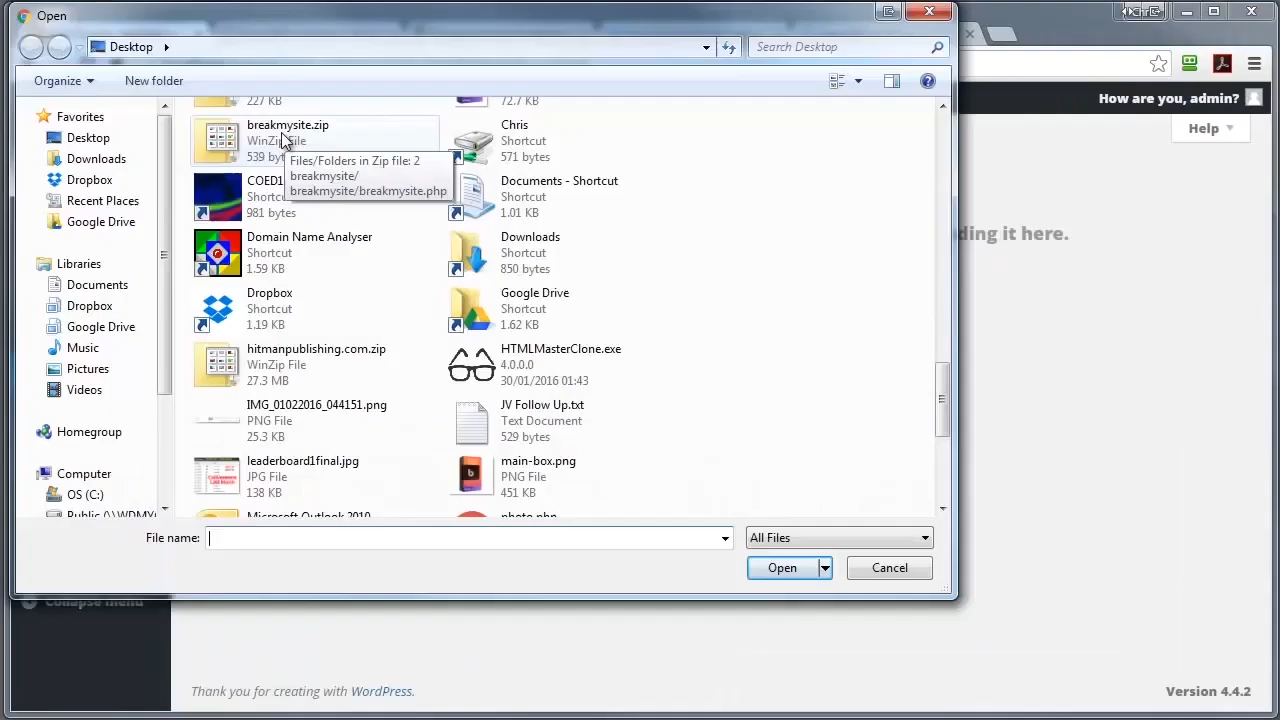 Open
Desktop
Search Desktop
Organize
New folder
How are you, admin?
Help
Favorites
Desktop
Downloads
Dropbox
Recent Places
Google Drive
Libraries
Documents
Dropbox
Google Drive
Music
Pictures
Videos
Homegroup
Computer
OS (C:)
227 KB
72.7 KB
breakmysite.zip
WinZip File
539 bytes
Files/Folders in Zip file: 2
breakmysite/
breakmysite/breakmysite.php
Chris
Shortcut
571 bytes
COED1
981 bytes
Documents - Shortcut
Shortcut
1.01 KB
Domain Name Analyser
Shortcut
1.59 KB
Downloads
Shortcut
850 bytes
Dropbox
Shortcut
1.19 KB
Google Drive
Shortcut
1.62 KB
hitmanpublishing.com.zip
WinZip File
27.3 MB
HTMLMasterClone.exe
4.0.0.0
30/01/2016 01:43
IMG_01022016_044151.png
PNG File
25.3 KB
JV Follow Up.txt
Text Document
529 bytes
leaderboard1final.jpg
JPG File
138 KB
main-box.png
PNG File
451 KB
Microsoft Outlook 2010
photo.php
ding it here.
File name:
All Files
Open
Cancel
Collapse menu
Thank you for creating with WordPress.
Version 4.4.2